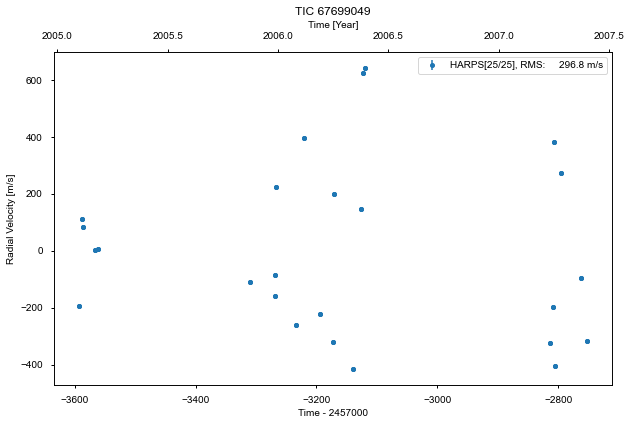 TIC 67699049
Time [Year]
2005.0 2005.5 2006.0 2006.5 2007.0 2007.5
HARPS[25/25], RMS: 296.8 m/s
600
400
200
0
−200
−400
Radial Velocity [m/s]
−3600 −3400 −3200 −3000 −2800
Time - 2457000